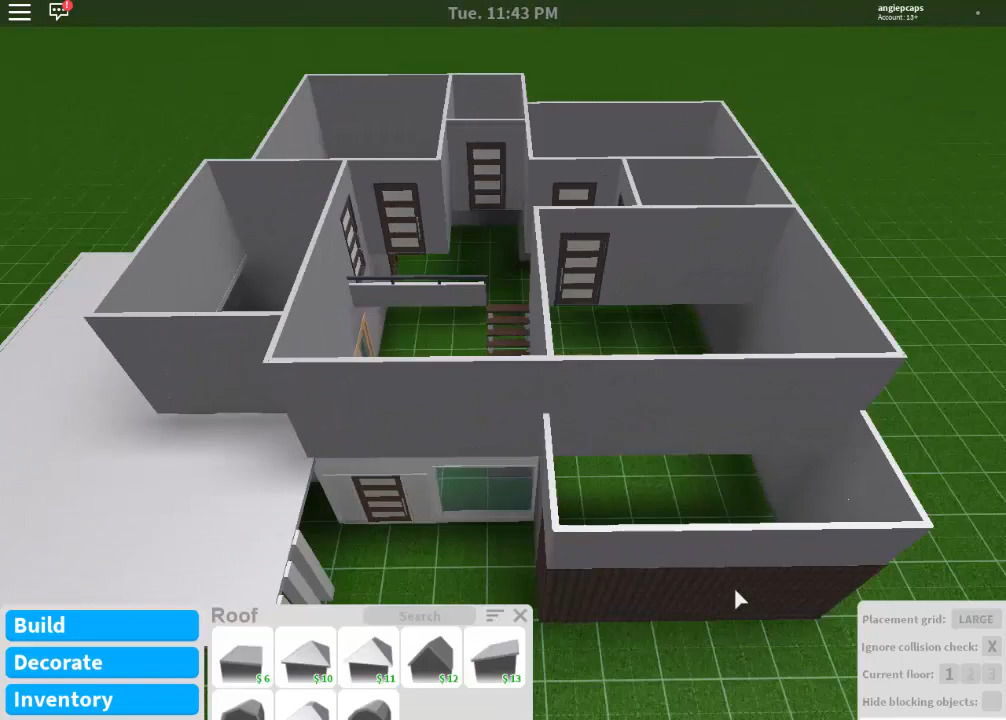 Tue. 11:43 PM
angiepcaps
Account: 13+
Build
Decorate
Inventory
Roof
Search
$ 6
$ 10
$ 11
$ 12
$ 13
Placement grid: LARGE
Ignore collision check: X
Current floor: 1 2 3
Hide blocking objects: